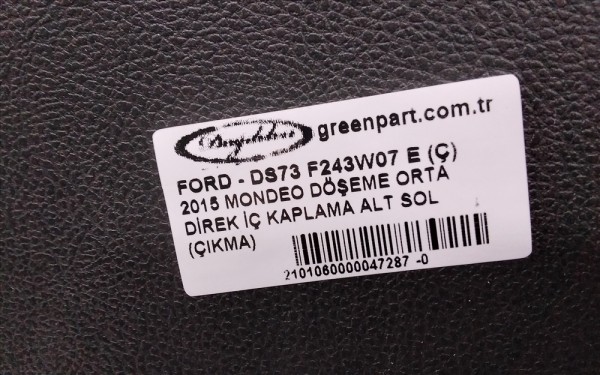 greenpart.com.tr
FORD - DS73 F243W07 E (Ç)
2015 MONDEO DÖŞEME ORTA
DİREK İÇ KAPLAMA ALT SOL
(ÇIKMA)
2101060000047287 -0